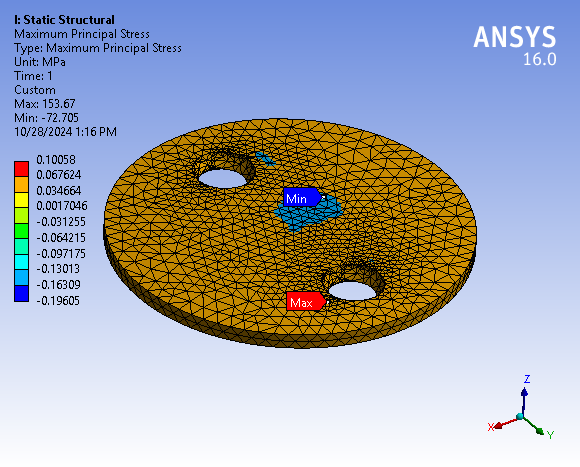 I: Static Structural
Maximum Principal Stress
Type: Maximum Principal Stress
Unit: MPa
Time: 1
Custom
Max: 153.67
Min: -72.705
10/28/2024 1:16 PM
ANSYS
16.0
0.10058
0.067624
0.034664
0.0017046
-0.031255
-0.064215
-0.097175
-0.13013
-0.16309
-0.19605
Min
Max
Z
X
Y